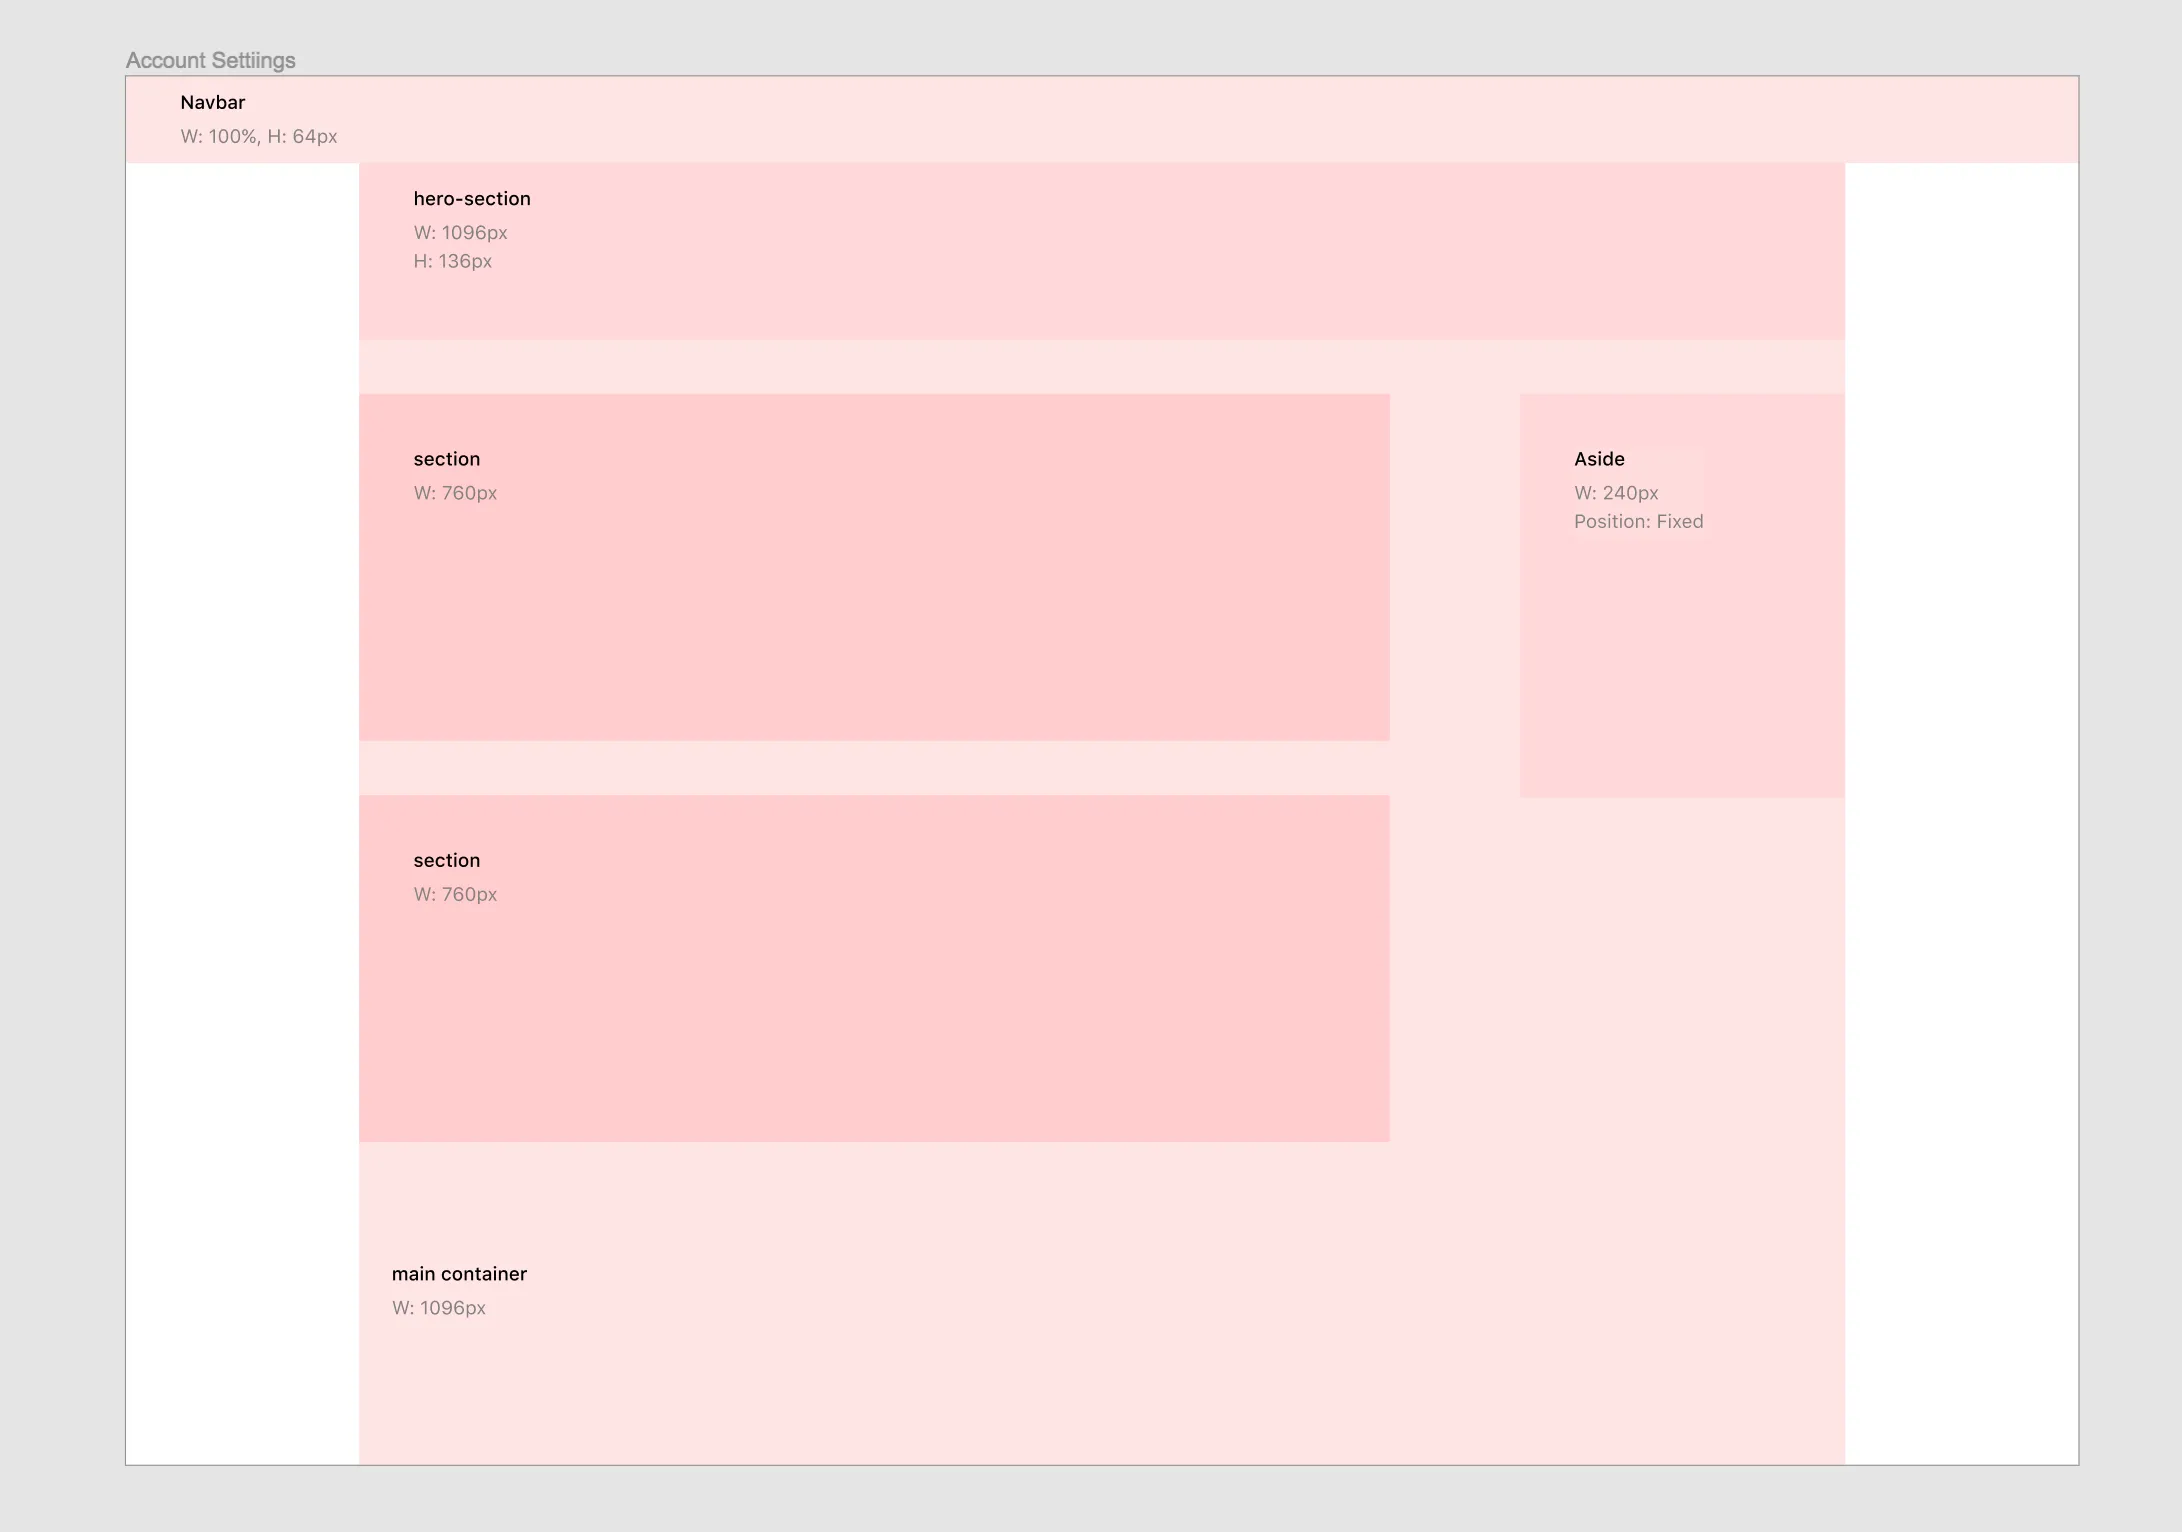 Account Settiings
Navbar
W: 100%, H: 64px
hero-section
W: 1096px
H: 136px
section
W: 760px
Aside
W: 240px
Position: Fixed
section
W: 760px
main container
W: 1096px